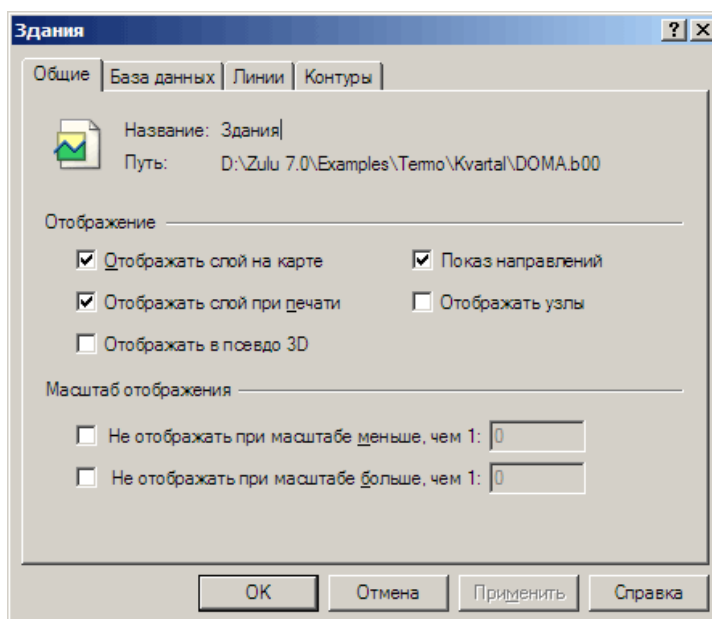 Здания
Общие База данных Линии Контуры
Название: Здания
Путь: D:\Zulu 7.0\Examples\Termo\Kvartal\DOMA.b00
Отображение
Отображать слой на карте Показ направлений
Отображать слой при печати Отображать узлы
Отображать в псевдо 3D
Масштаб отображения
Не отображать при масштабе меньше, чем 1: 0
Не отображать при масштабе больше, чем 1: 0
OK Отмена Применить Справка